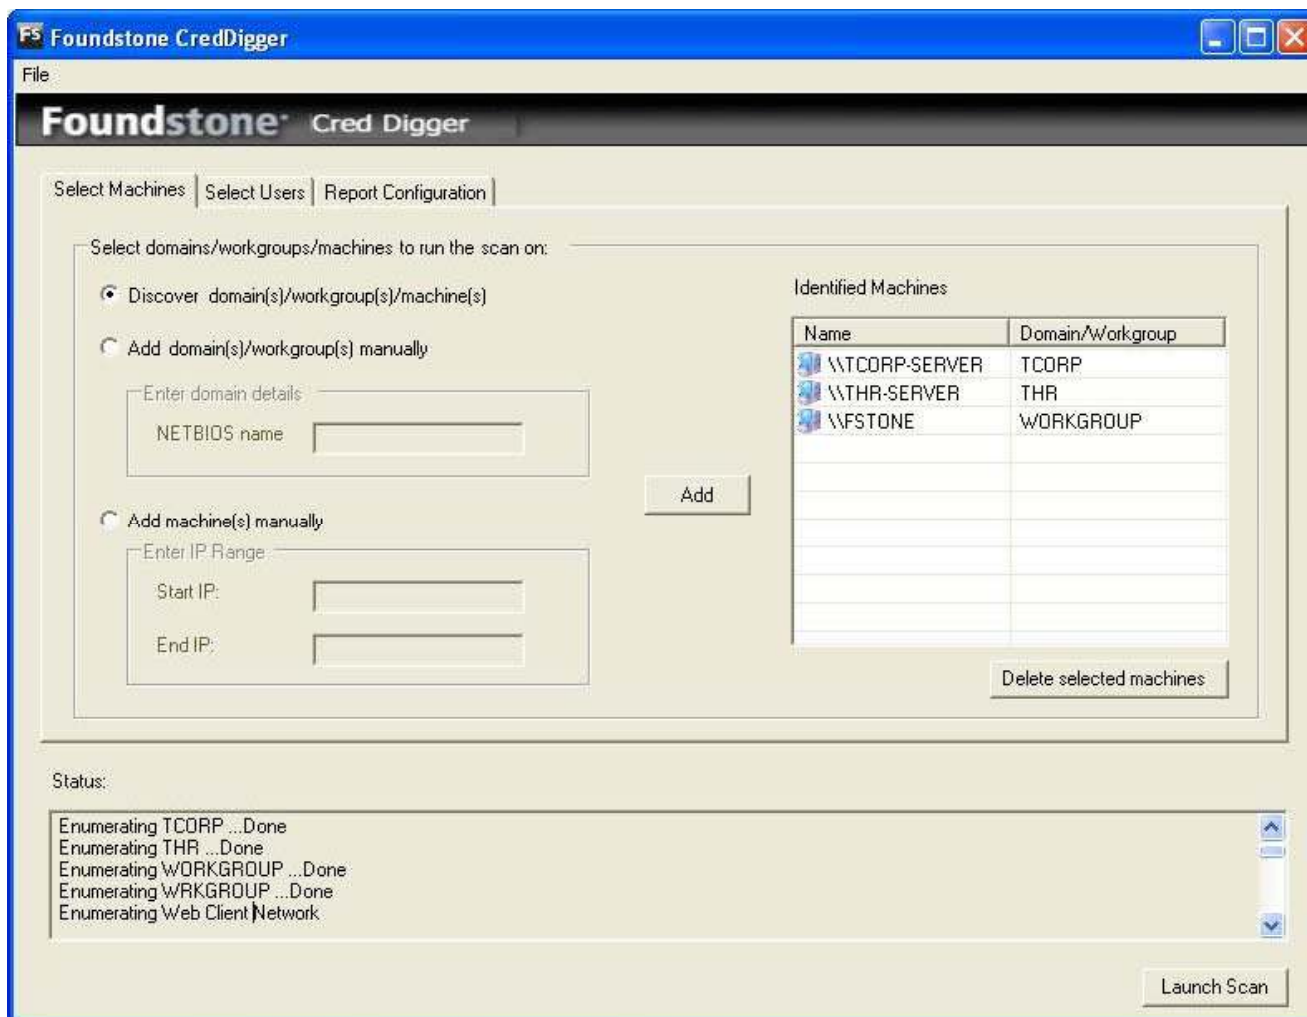 FS Foundstone CredDigger
File
Foundstone Cred Digger
Select Machines Select Users Report Configuration
Select domains/workgroups/machines to run the scan on:
Discover domain(s)/workgroup(s)/machine(s)
Add domain(s)/workgroup(s) manually
Enter domain details
NETBIOS name
Add machine(s) manually
Enter IP Range
Start IP:
End IP:
Add
Identified Machines
Name Domain/Workgroup
\\TCORP-SERVER TCORP
\\THR-SERVER THR
\\FSTONE WORKGROUP
Delete selected machines
Status:
Enumerating TCORP ...Done
Enumerating THR ...Done
Enumerating WORKGROUP ...Done
Enumerating WRKGROUP ...Done
Enumerating Web Client Network
Launch Scan